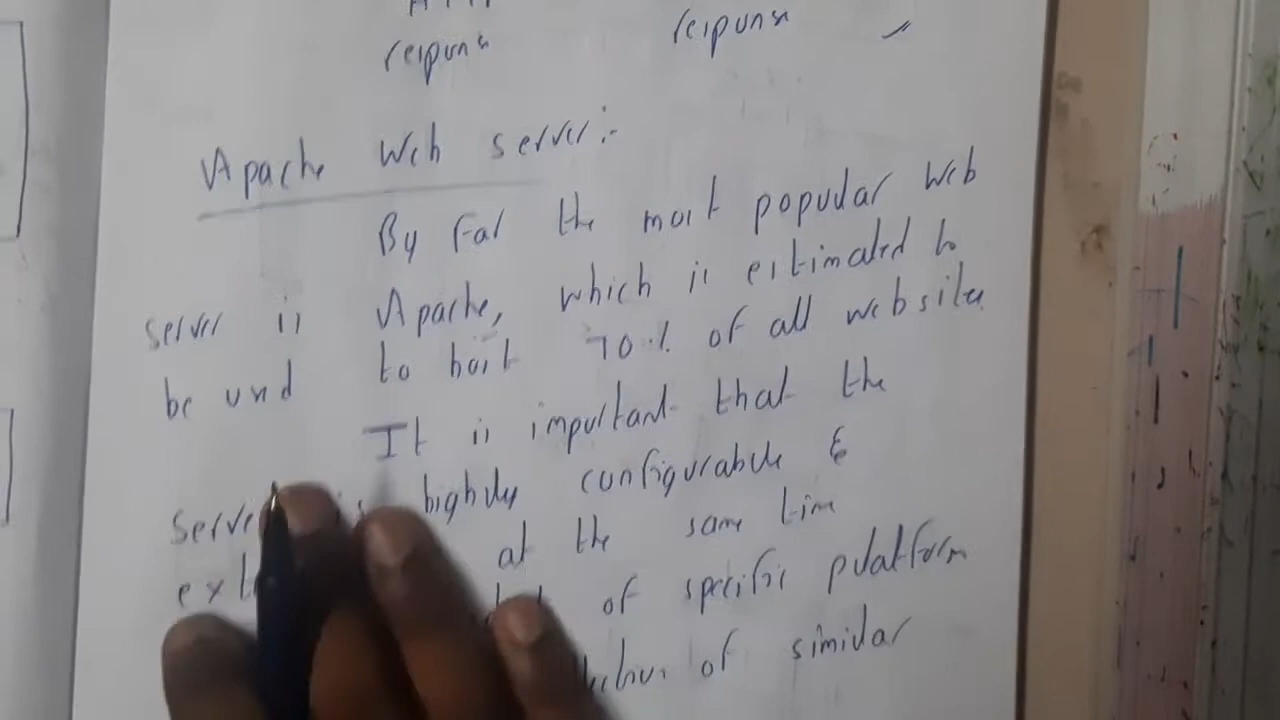 response response
Apache Web server:-
By Far the most popular Web
server is Apache, which is estimated to
be used to host 70% of all web sites.
It is important that the
highly configurable &
at the same time
of specific platform
of similar